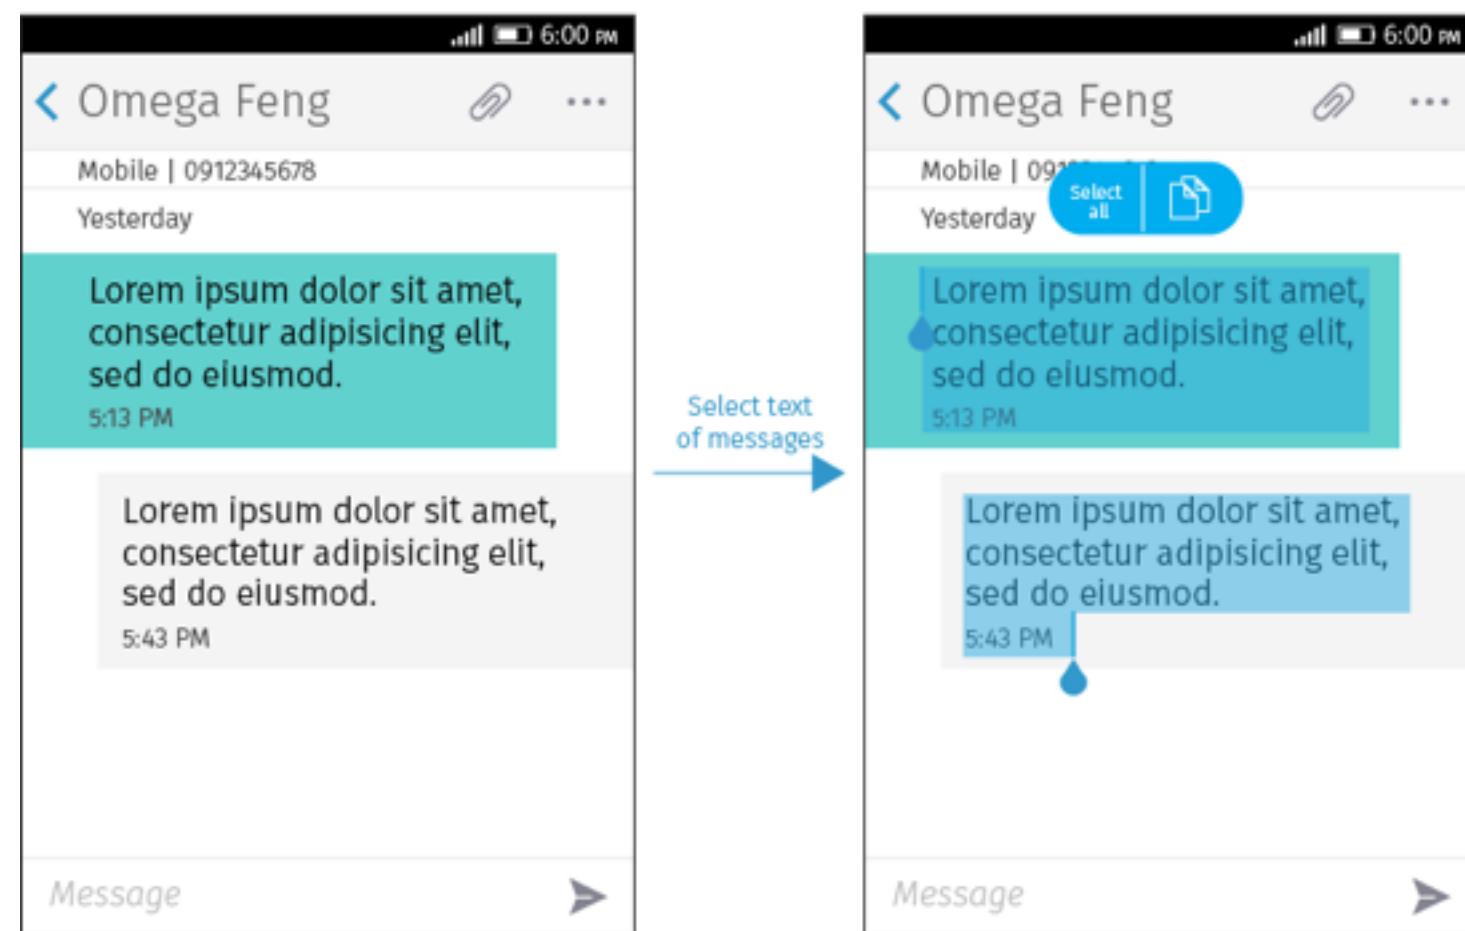 6:00 PM
Omega Feng
Mobile | 0912345678
Yesterday
Lorem ipsum dolor sit amet,
consectetur adipisicing elit,
sed do eiusmod.
5:13 PM
Lorem ipsum dolor sit amet,
consectetur adipisicing elit,
sed do eiusmod.
5:43 PM
Message
Select text
of messages
6:00 PM
Omega Feng
Mobile |
Select
all
Yesterday
Lorem ipsum dolor sit amet,
consectetur adipisicing elit,
sed do eiusmod.
5:13 PM
Lorem ipsum dolor sit amet,
consectetur adipisicing elit,
sed do eiusmod.
5:43 PM
Message